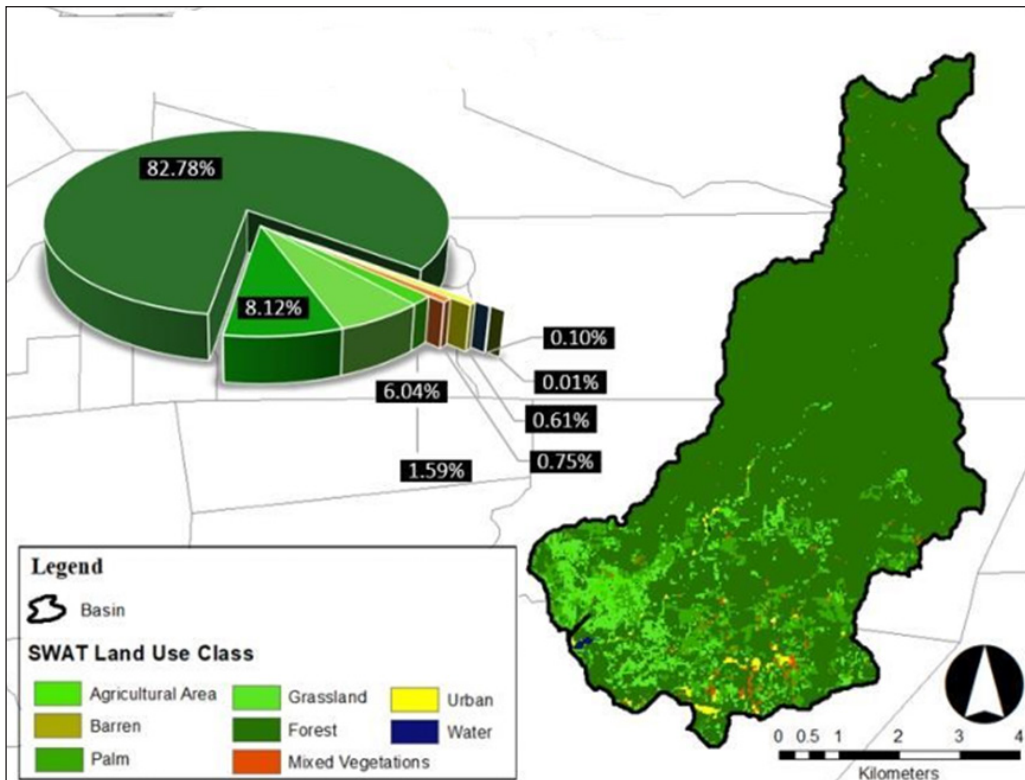 82.78%
8.12%
0.10%
6.04%
0.01%
0.61%
0.75%
1.59%
Legend
Basin
SWAT Land Use Class
Agricultural Area Grassland Urban
Barren Forest Water
Palm Mixed Vegetations
0 0.5 1 2 3 4
Kilometers